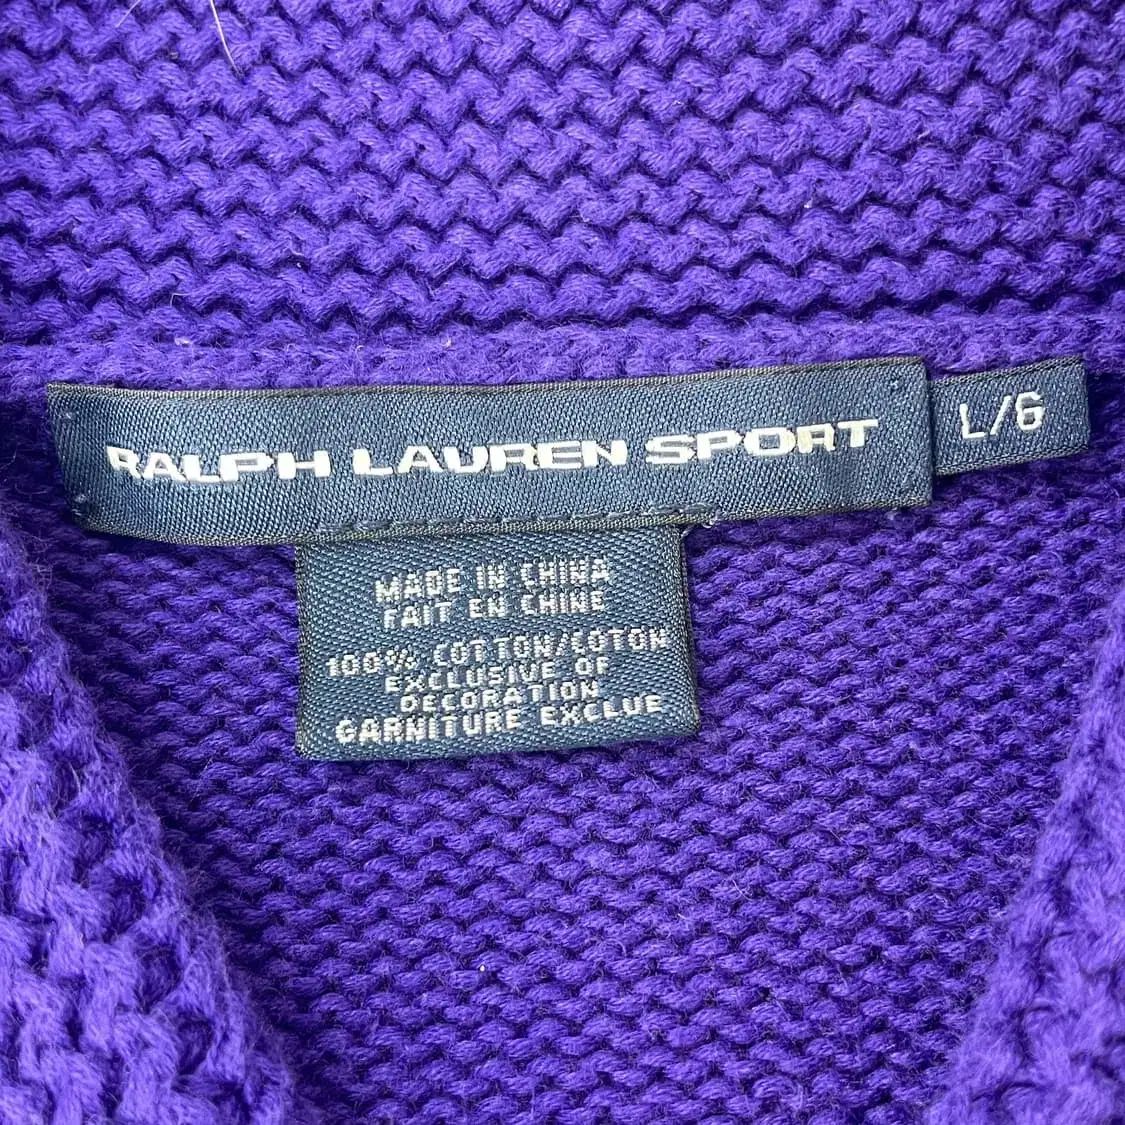 RALPH LAUREN SPORT
L/G
MADE IN CHINA
FAIT EN CHINE
100% COTTON/COTON
EXCLUSIVE OF
DECORATION
GARNITURE EXCLUE